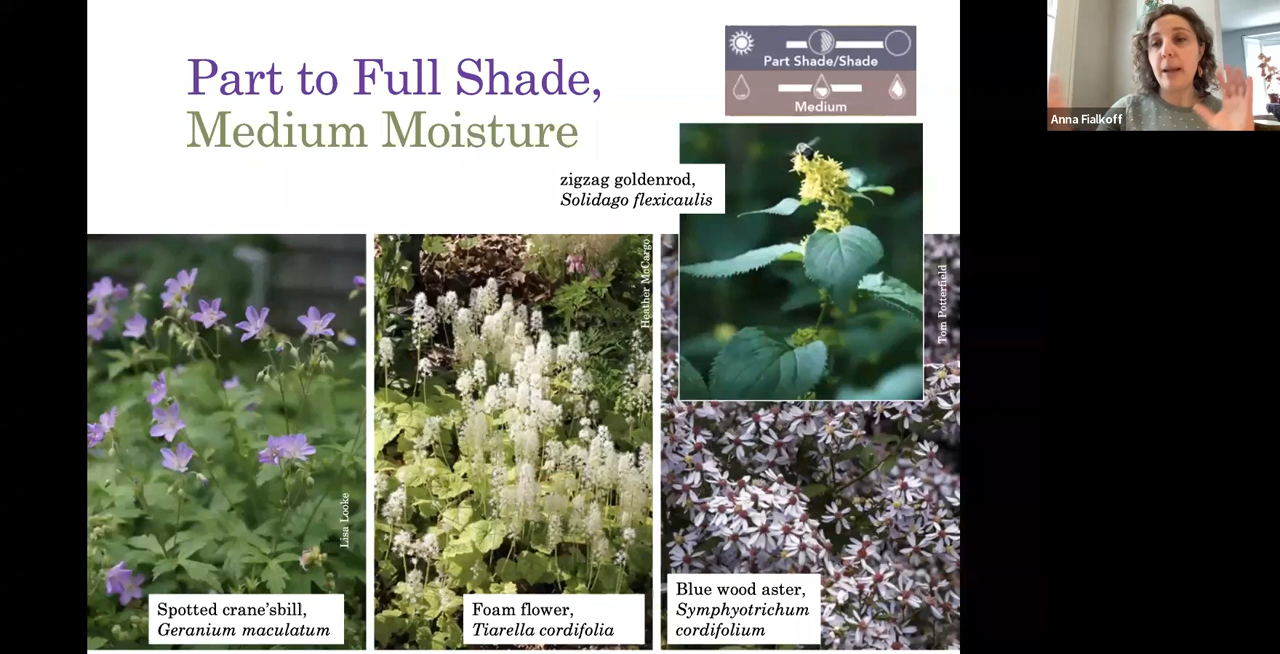 Part to Full Shade,
Medium Moisture
Part Shade/Shade
Medium
Anna Fialkoff
zigzag goldenrod,
Solidago flexicaulis
Heather McCargo
Tom Potterfield
Lisa Looke
Spotted crane'sbill,
Geranium maculatum
Foam flower,
Tiarella cordifolia
Blue wood aster,
Symphyotrichum
cordifolium